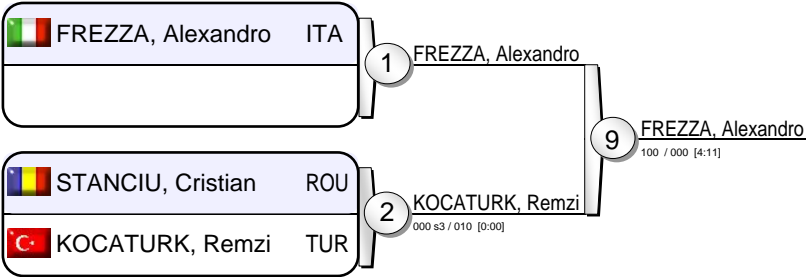 FREZZA, Alexandro ITA
1
FREZZA, Alexandro
9
FREZZA, Alexandro
100 / 000 [4:11]
STANCIU, Cristian ROU
KOCATURK, Remzi TUR
2
KOCATURK, Remzi
000 s3 / 010 [0:00]